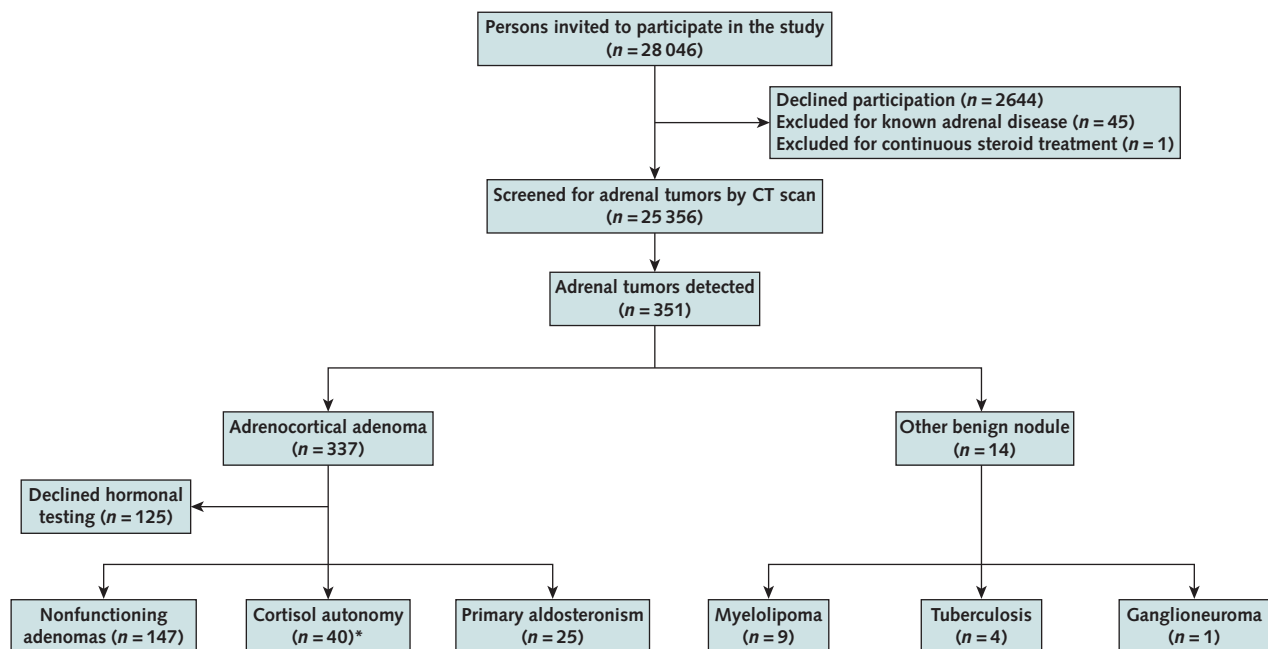 Persons invited to participate in the study
(n = 28 046)
Declined participation (n = 2644)
Excluded for known adrenal disease (n = 45)
Excluded for continuous steroid treatment (n = 1)
Screened for adrenal tumors by CT scan
(n = 25 356)
Adrenal tumors detected
(n = 351)
Adrenocortical adenoma
(n = 337)
Other benign nodule
(n = 14)
Declined hormonal
testing (n = 125)
Nonfunctioning
adenomas (n = 147)
Cortisol autonomy
(n = 40)*
Primary aldosteronism
(n = 25)
Myelolipoma
(n = 9)
Tuberculosis
(n = 4)
Ganglioneuroma
(n = 1)